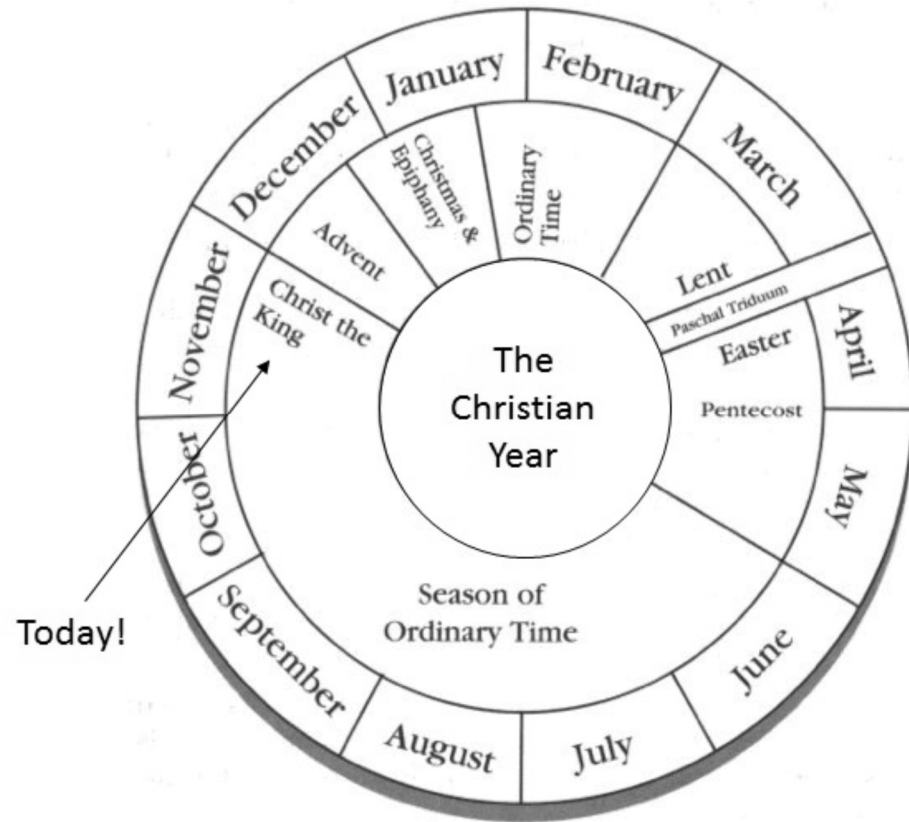 January
February
March
April
May
June
July
August
September
October
November
December
Advent
Christmas &
Epiphany
Ordinary
Time
Lent
Paschal Triduum
Easter
Pentecost
Season of
Ordinary Time
Christ the
King
The
Christian
Year
Today!